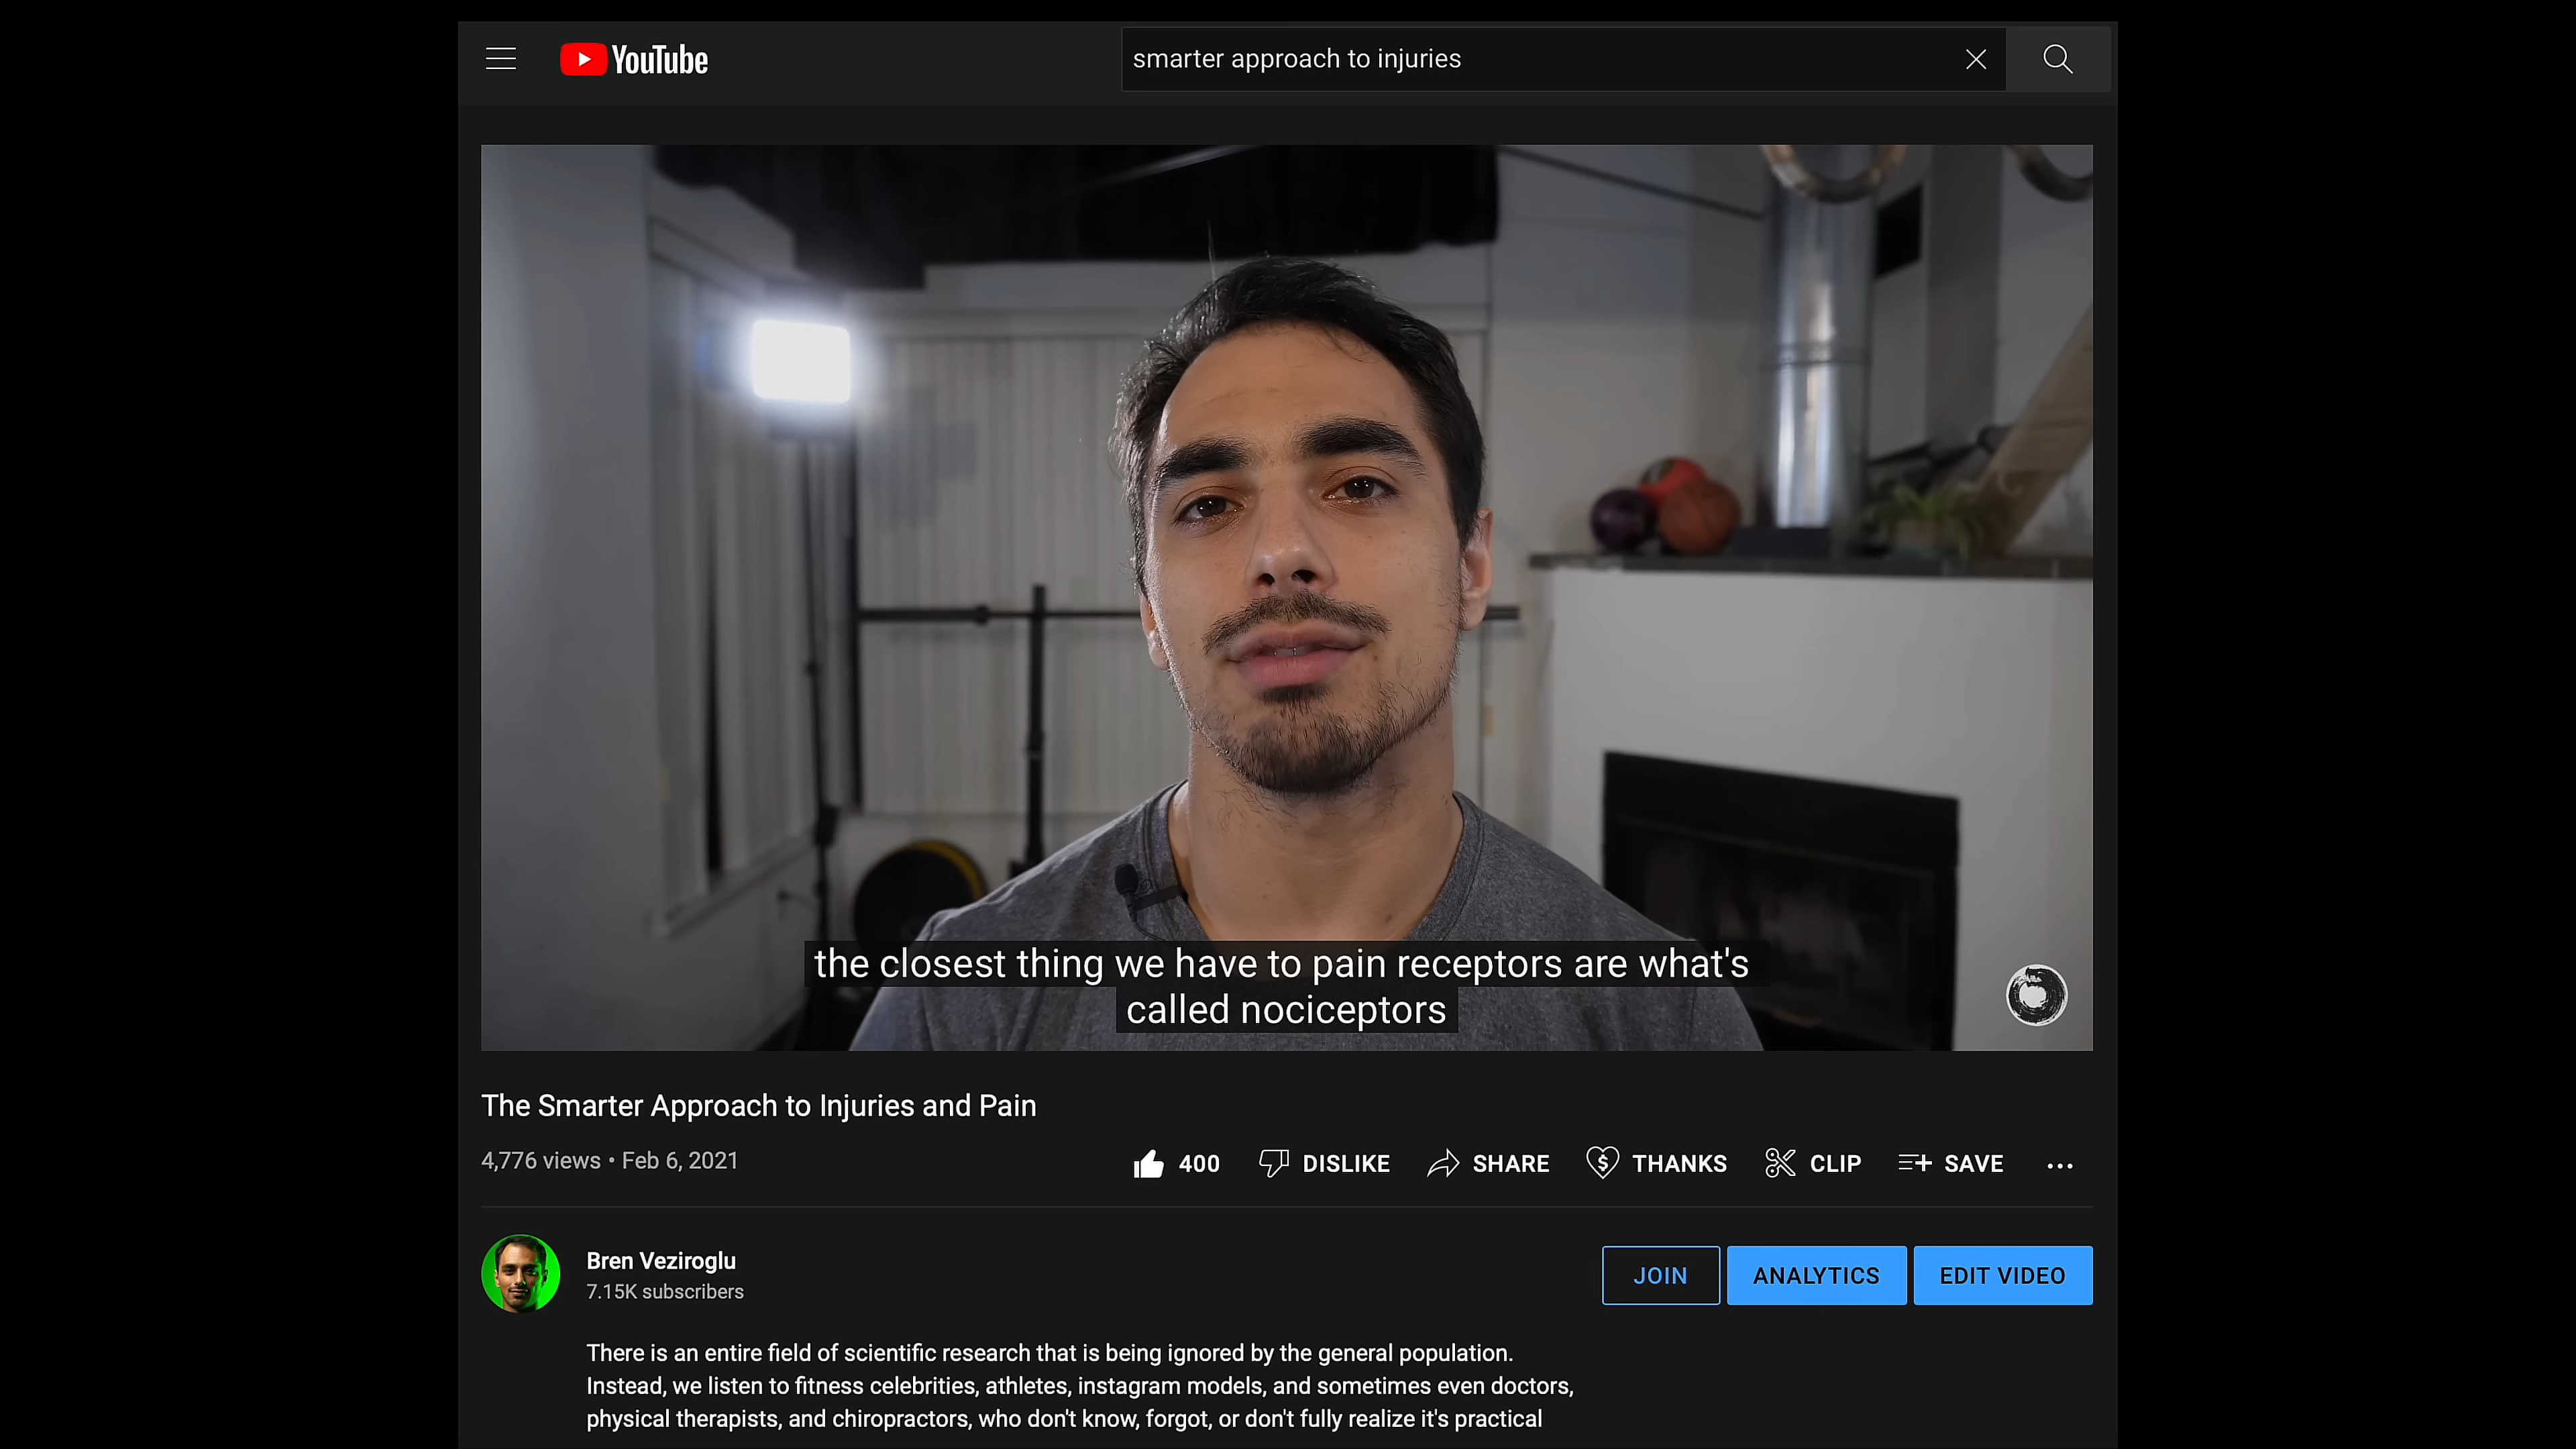 YouTube
smarter approach to injuries
the closest thing we have to pain receptors are what's
called nociceptors
The Smarter Approach to Injuries and Pain
4,776 views • Feb 6, 2021
400 DISLIKE SHARE THANKS CLIP SAVE ...
Bren Veziroglu
7.15K subscribers
JOIN ANALYTICS EDIT VIDEO
There is an entire field of scientific research that is being ignored by the general population.
Instead, we listen to fitness celebrities, athletes, instagram models, and sometimes even doctors,
physical therapists, and chiropractors, who don't know, forgot, or don't fully realize it's practical